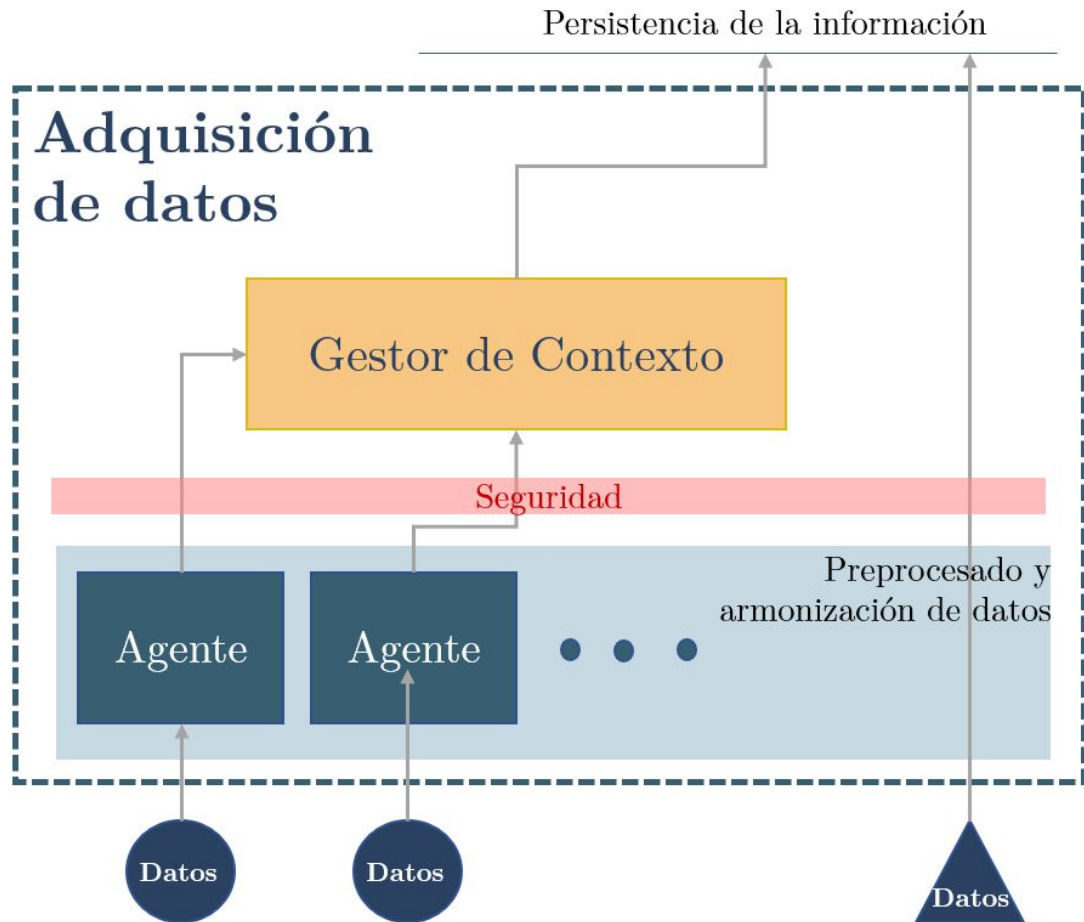 Persistencia de la información
Adquisición
de datos
Gestor de Contexto
Seguridad
Preprocesado y
armonización de datos
Agente
Agente
Datos
Datos
Datos